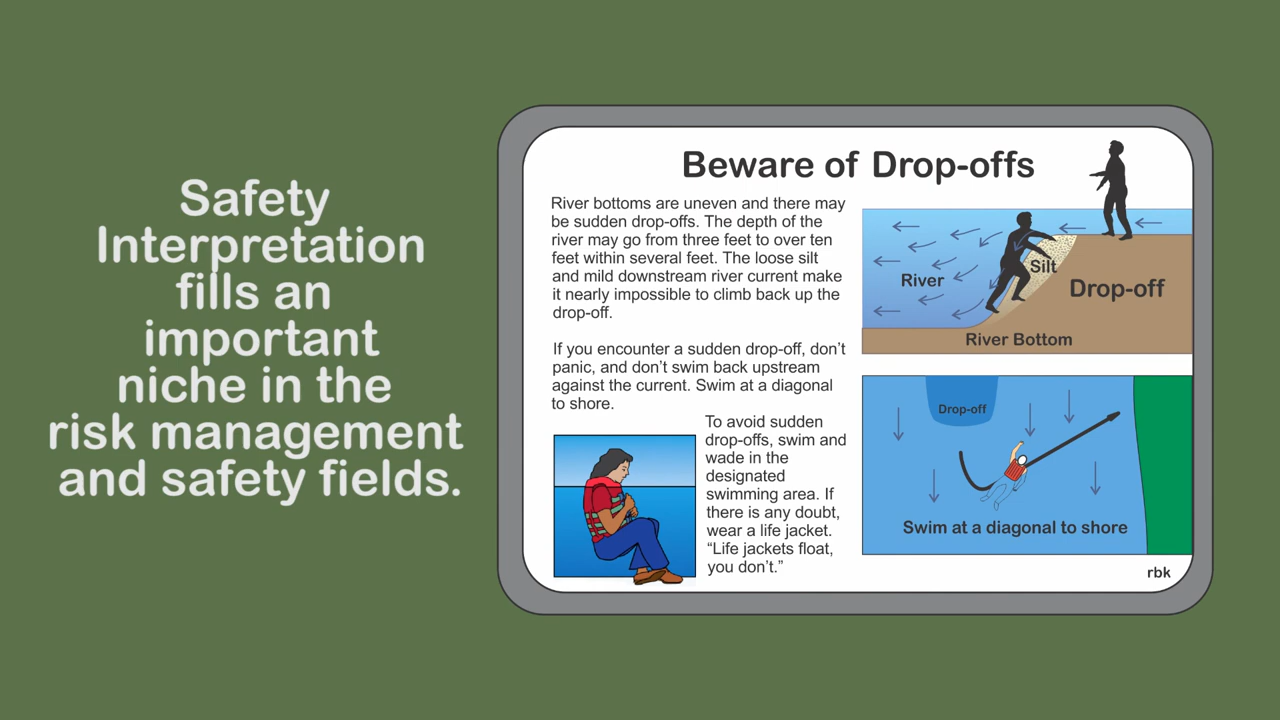 Safety
Interpretation
fills an
important
niche in the
risk management
and safety fields.
Beware of Drop-offs
River bottoms are uneven and there may
be sudden drop-offs. The depth of the
river may go from three feet to over ten
feet within several feet. The loose silt
and mild downstream river current make
it nearly impossible to climb back up the
drop-off.
If you encounter a sudden drop-off, don’t
panic, and don’t swim back upstream
against the current. Swim at a diagonal
to shore.
To avoid sudden
drop-offs, swim and
wade in the
designated
swimming area. If
there is any doubt,
wear a life jacket.
“Life jackets float,
you don’t.”
Silt
River
Drop-off
River Bottom
Drop-off
Swim at a diagonal to shore
rbk